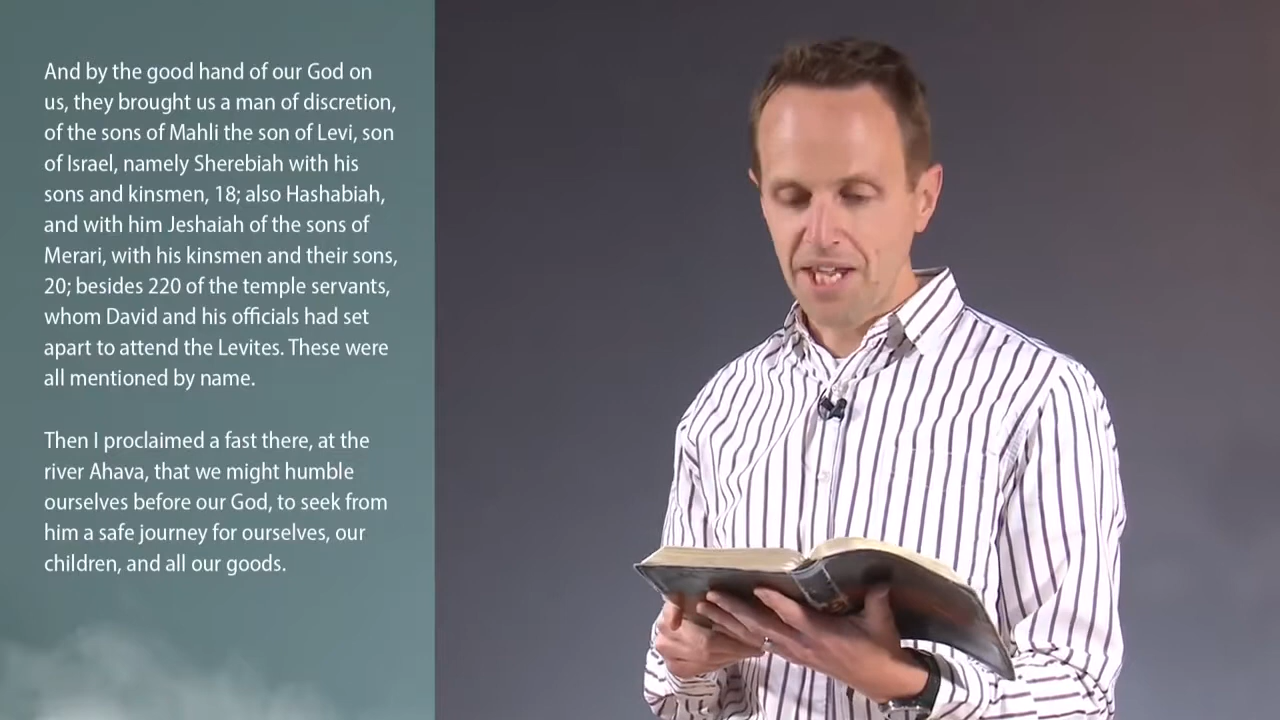 And by the good hand of our God on
us, they brought us a man of discretion,
of the sons of Mahli the son of Levi, son
of Israel, namely Sherebiah with his
sons and kinsmen, 18; also Hashabiah,
and with him Jeshaiah of the sons of
Merari, with his kinsmen and their sons,
20; besides 220 of the temple servants,
whom David and his officials had set
apart to attend the Levites. These were
all mentioned by name.
Then I proclaimed a fast there, at the
river Ahava, that we might humble
ourselves before our God, to seek from
him a safe journey for ourselves, our
children, and all our goods.